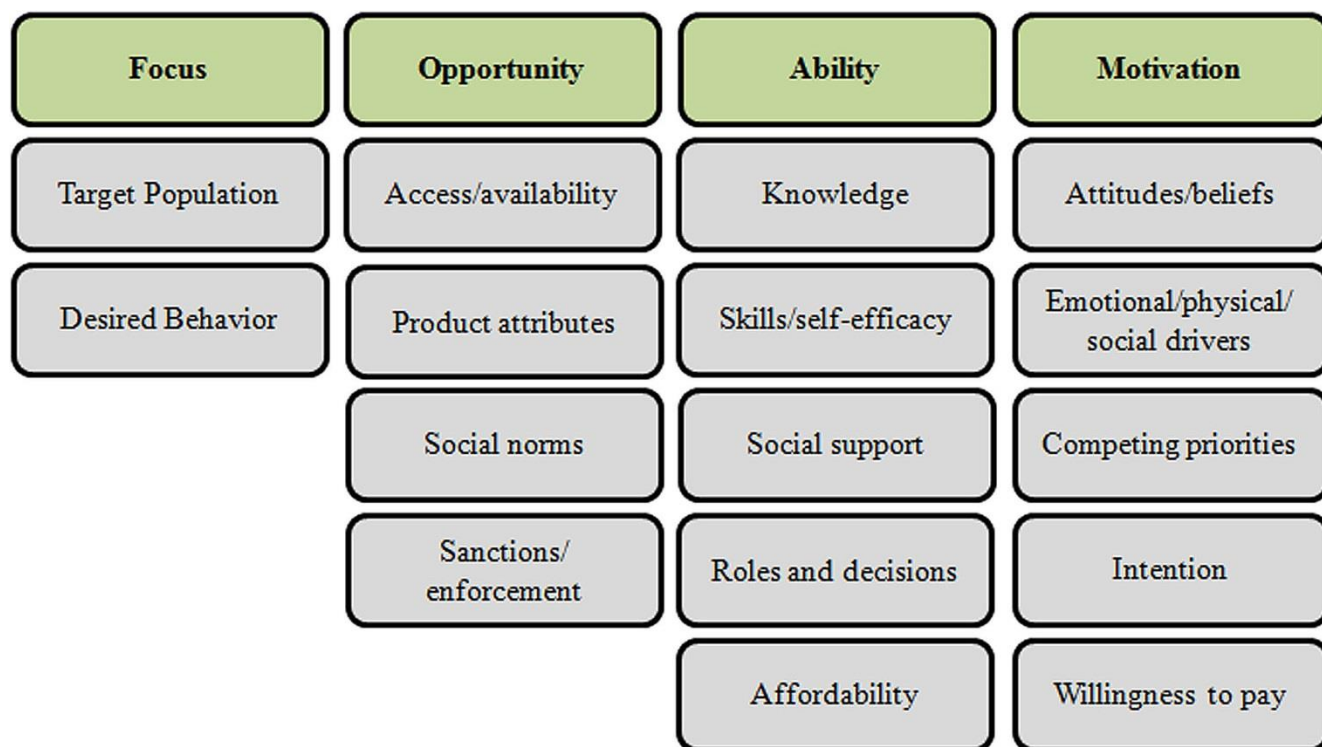 Focus
Opportunity
Ability
Motivation
Target Population
Access/availability
Knowledge
Attitudes/beliefs
Desired Behavior
Product attributes
Skills/self-efficacy
Emotional/physical/
social drivers
Social norms
Social support
Competing priorities
Sanctions/
enforcement
Roles and decisions
Intention
Affordability
Willingness to pay